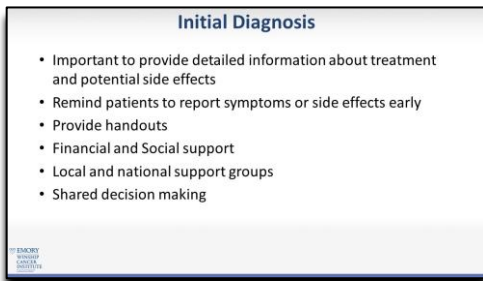 Initial Diagnosis
• Important to provide detailed information about treatment
and potential side effects
• Remind patients to report symptoms or side effects early
• Provide handouts
• Financial and Social support
• Local and national support groups
• Shared decision making
EMORY
WINSHIP
CANCER
INSTITUTE